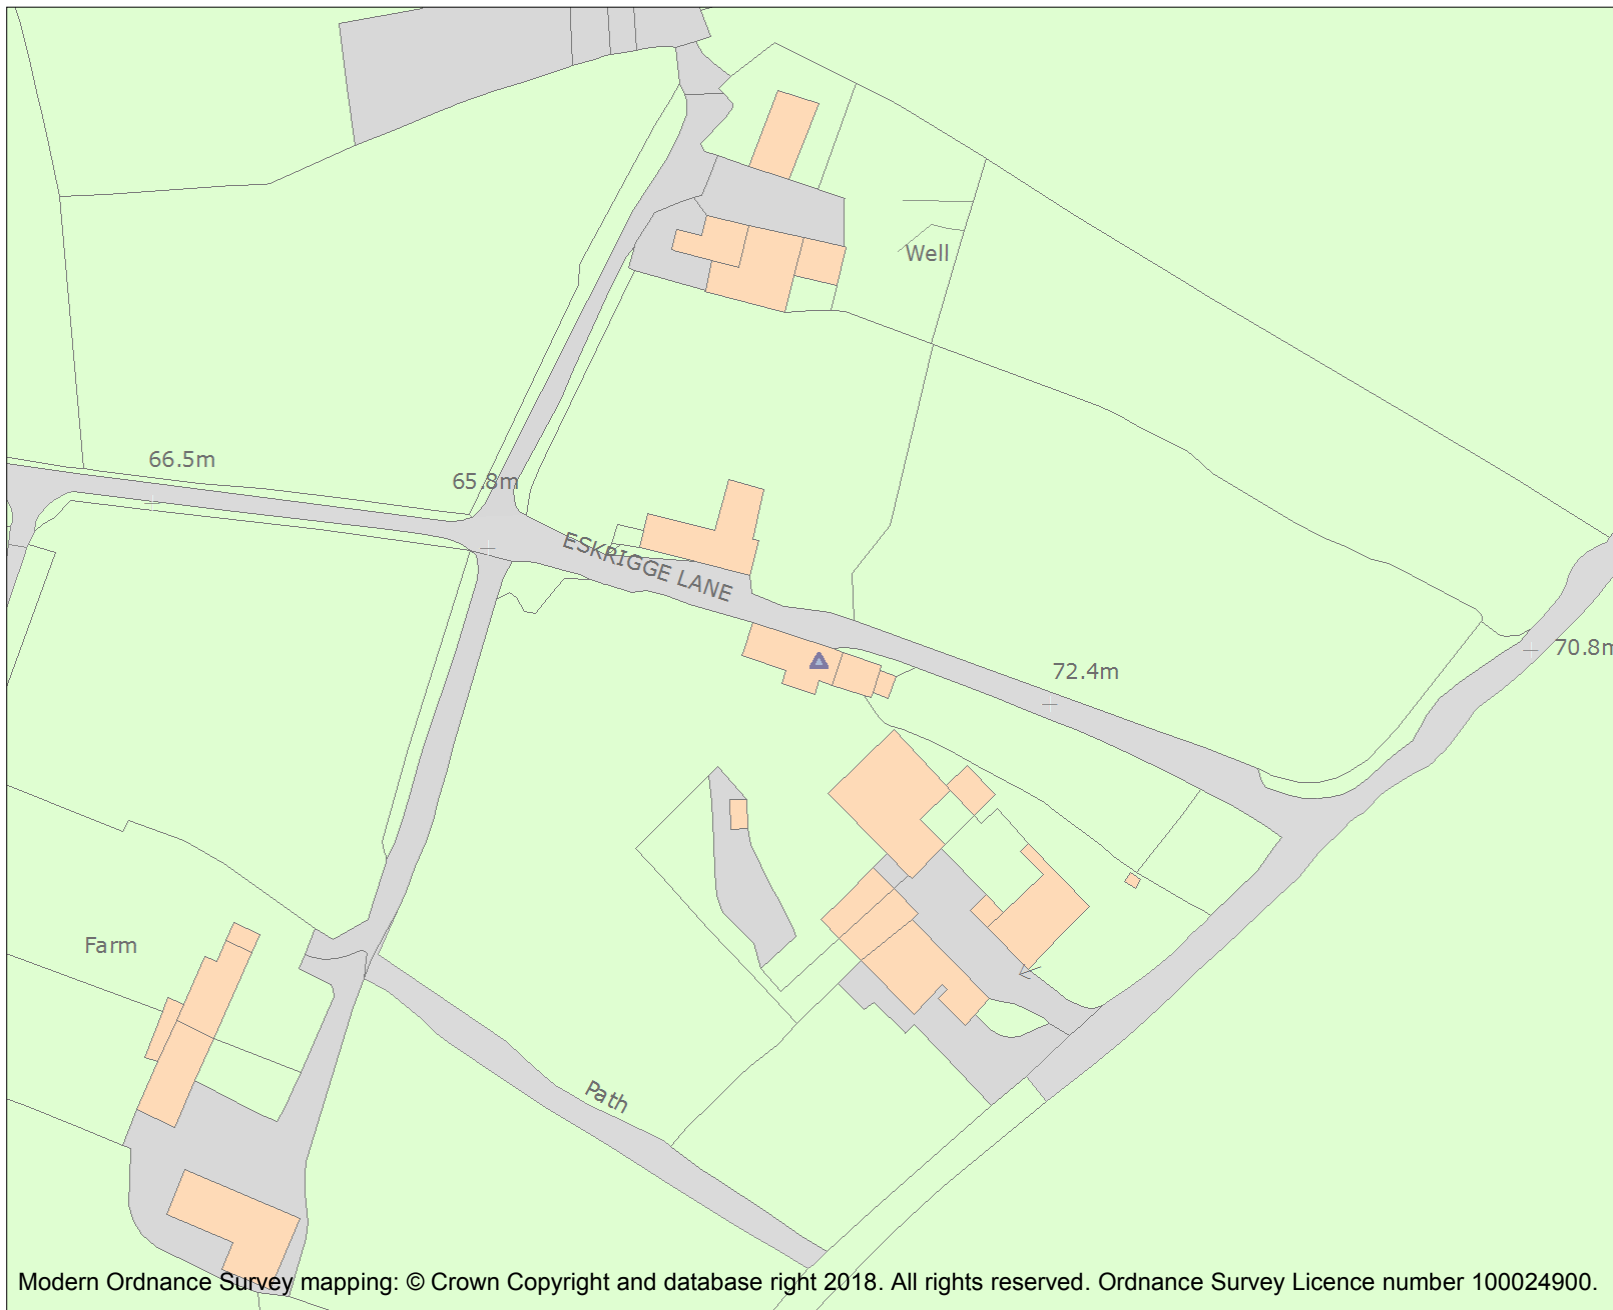 Well
66.5m
65.8m
ESKRIGGE LANE
72.4m
70.8m
Farm
Path
Modern Ordnance Survey mapping: © Crown Copyright and database right 2018. All rights reserved. Ordnance Survey Licence number 100024900.